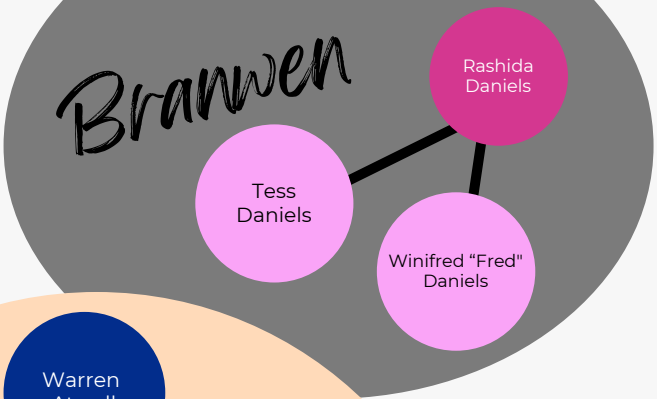 Branwen
Rashida
Daniels
Tess
Daniels
Winifred “Fred"
Daniels
Warren